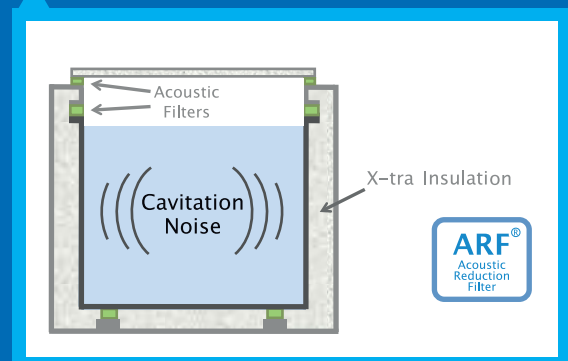 Acoustic
Filters
X-tra Insulation
Cavitation
Noise
ARF®
Acoustic
Reduction
Filter